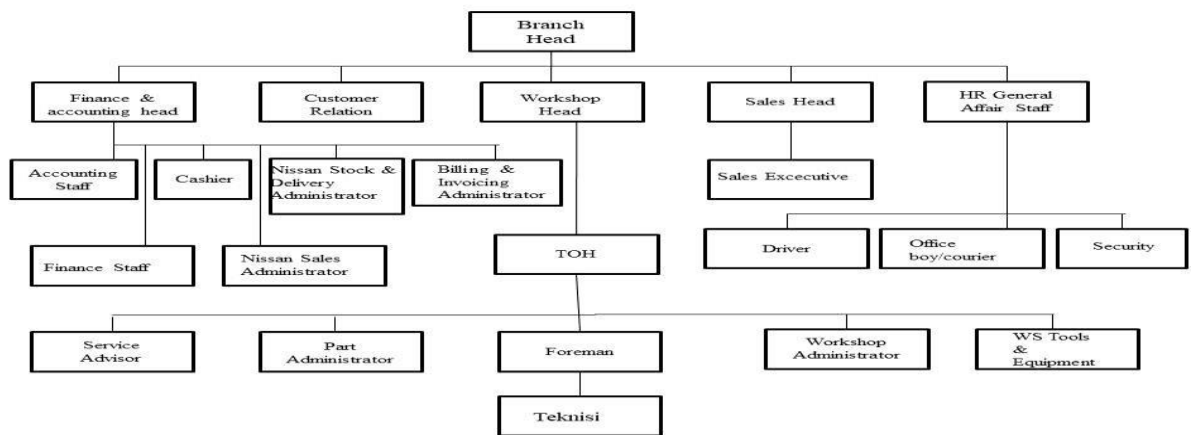 Branch
Head
Finance &
accounting head
Customer
Relation
Workshop
Head
Sales Head
HR General
Affair Staff
Accounting
Staff
Cashier
Nissan Stock &
Delivery
Administrator
Billing &
Invoicing
Administrator
Sales Excecutive
Finance Staff
Nissan Sales
Administrator
TOH
Driver
Office
boy/courier
Security
Service
Advisor
Part
Administrator
Foreman
Workshop
Administrator
WS Tools
&
Equipment
Teknisi